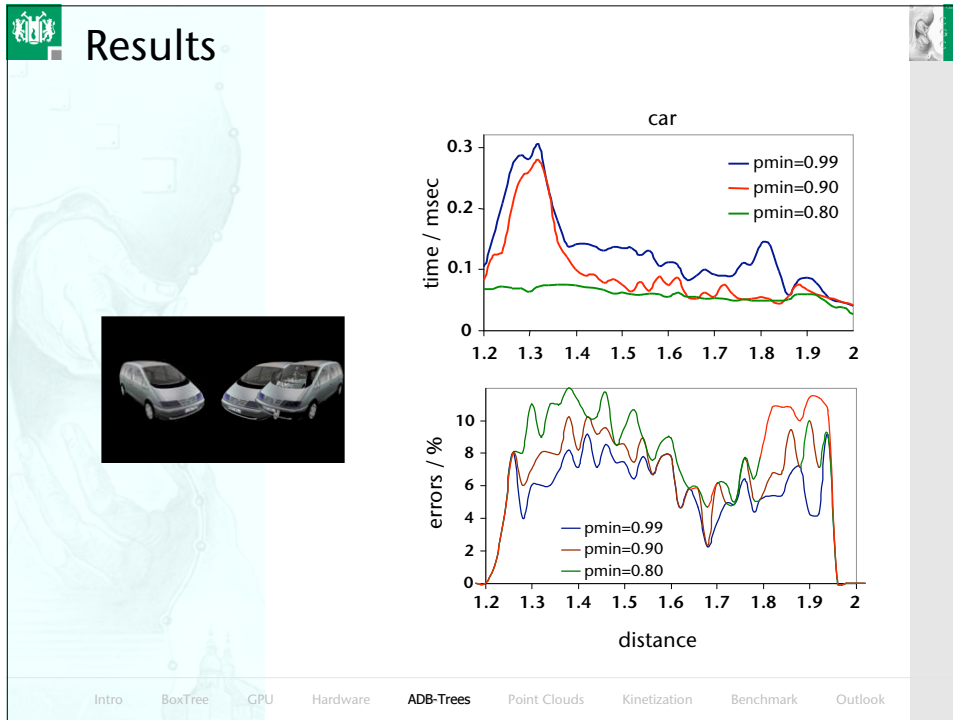 Results
car
time / msec
0.3
0.2
0.1
0
pmin=0.99
pmin=0.90
pmin=0.80
1.2 1.3 1.4 1.5 1.6 1.7 1.8 1.9 2
errors / %
10
8
6
4
2
0
pmin=0.99
pmin=0.90
pmin=0.80
1.2 1.3 1.4 1.5 1.6 1.7 1.8 1.9 2
distance
Intro BoxTree GPU Hardware ADB-Trees Point Clouds Kinetization Benchmark Outlook